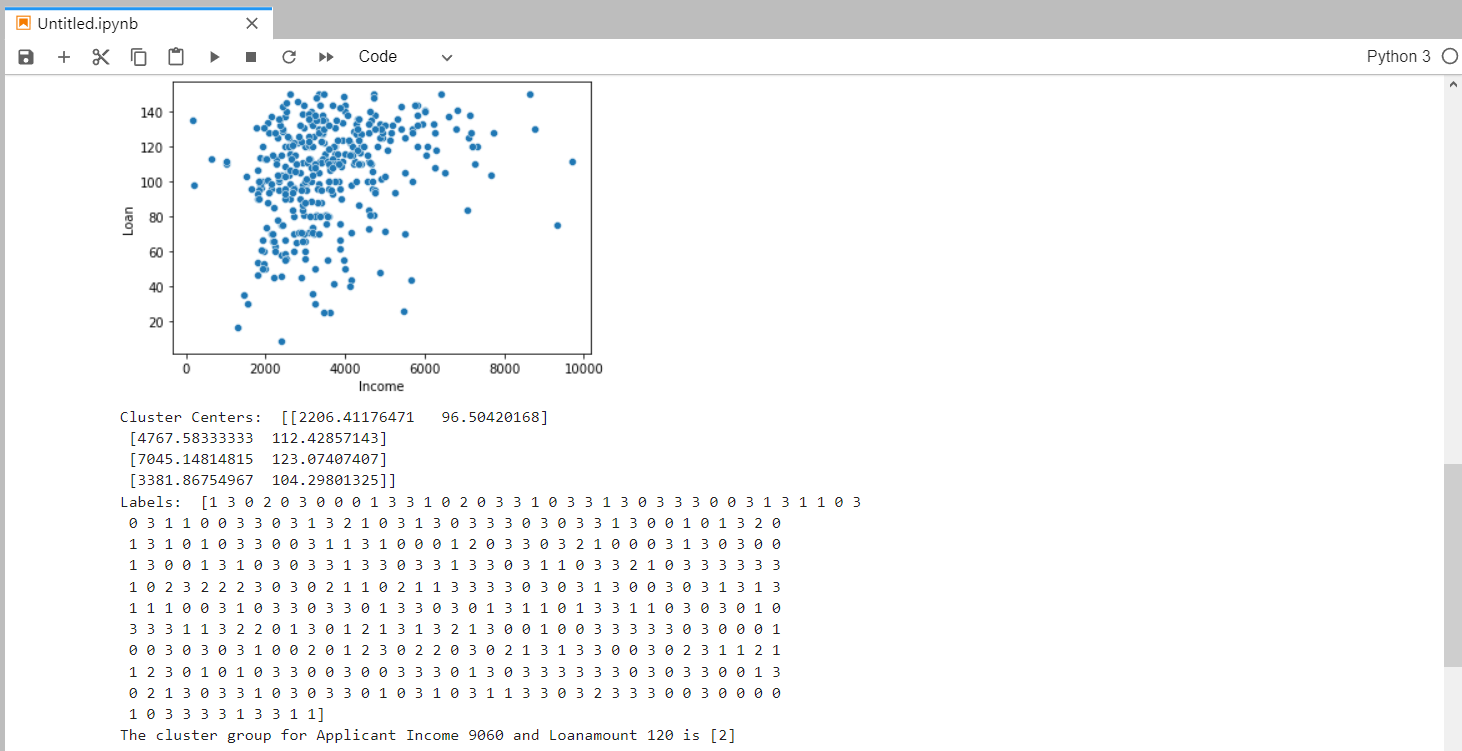 Untitled.ipynb
Code
Python 3
140
120
100
80
60
40
20
Loan
0 2000 4000 6000 8000 10000
Income
Cluster Centers:  [[2206.41176471   96.50420168]
 [4767.58333333  112.42857143]
 [7045.14814815  123.07407407]
 [3381.86754967  104.29801325]]
Labels:  [1 3 0 2 0 3 0 0 0 1 3 3 1 0 2 0 3 3 1 0 3 3 1 3 0 3 3 3 0 0 3 1 3 1 1 0 3
 0 3 1 1 0 0 3 3 0 3 1 3 2 1 0 3 1 3 0 3 3 3 0 3 0 3 3 1 3 0 0 1 0 1 3 2 0
 1 3 1 0 1 0 3 3 0 0 3 1 1 3 1 0 0 0 1 2 0 3 3 0 3 2 1 0 0 0 3 1 3 0 3 0 0
 1 3 0 0 1 3 1 0 3 0 3 3 1 3 3 0 3 3 1 3 3 0 3 1 1 0 3 3 2 1 0 3 3 3 3 3 3
 1 0 2 3 2 2 2 3 0 3 0 2 1 1 0 2 1 1 3 3 3 3 0 3 0 3 1 3 0 0 3 0 3 1 3 1 3
 1 1 1 0 0 3 1 0 3 3 0 3 3 0 1 3 3 0 3 0 1 3 1 1 0 1 3 3 1 1 0 3 0 3 0 1 0
 3 3 3 1 1 3 2 2 0 1 3 0 1 2 1 3 1 3 2 1 3 0 0 1 0 0 3 3 3 3 3 0 3 0 0 0 1
 0 0 3 0 3 0 3 1 0 0 2 0 1 2 3 0 2 2 0 3 0 2 1 3 1 3 3 0 0 3 0 2 3 1 1 2 1
 1 2 3 0 1 0 1 0 3 3 0 0 3 0 0 3 3 3 0 1 3 0 3 3 3 3 3 3 0 3 0 3 3 0 0 1 3
 0 2 1 3 0 3 3 1 0 3 0 3 3 0 1 0 3 1 0 3 1 1 3 3 0 3 2 3 3 3 0 0 3 0 0 0 0
 1 0 3 3 3 3 1 3 3 1 1]
The cluster group for Applicant Income 9060 and Loanamount 120 is [2]